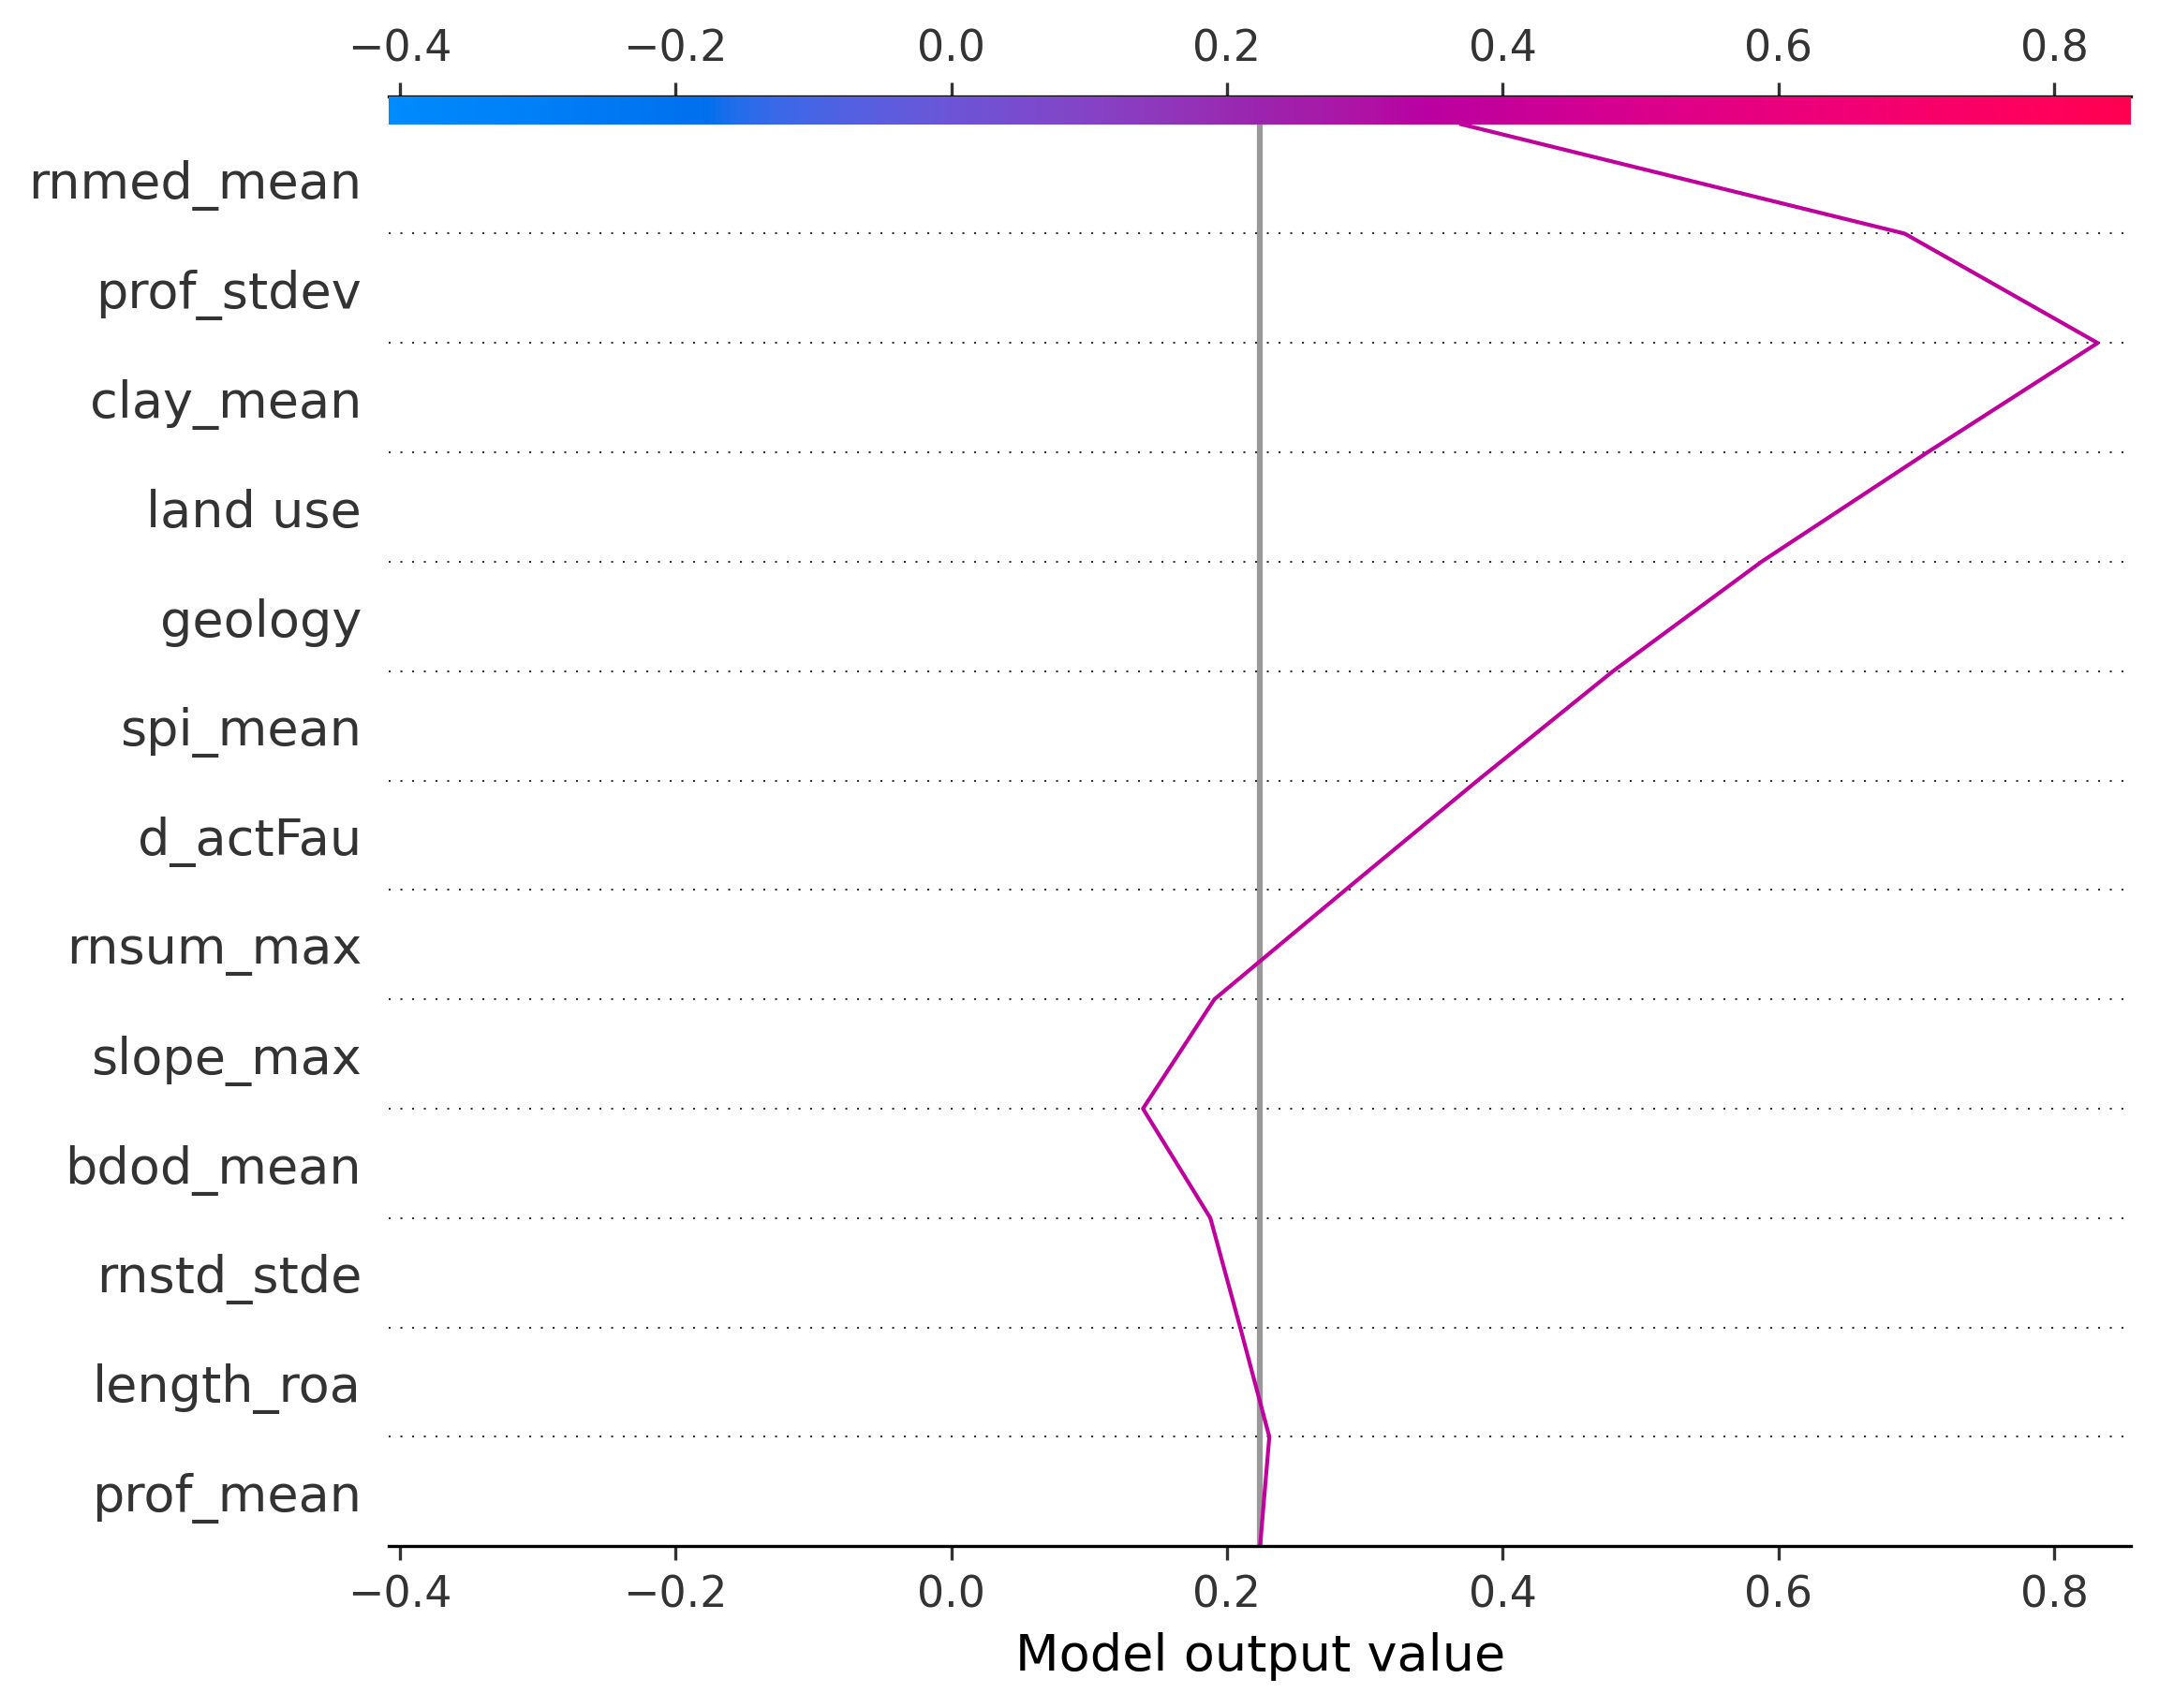 −0.4 −0.2 0.0 0.2 0.4 0.6 0.8
rnmed_mean
prof_stdev
clay_mean
land use
geology
spi_mean
d_actFau
rnsum_max
slope_max
bdod_mean
rnstd_stde
length_roa
prof_mean
−0.4 −0.2 0.0 0.2 0.4 0.6 0.8
Model output value